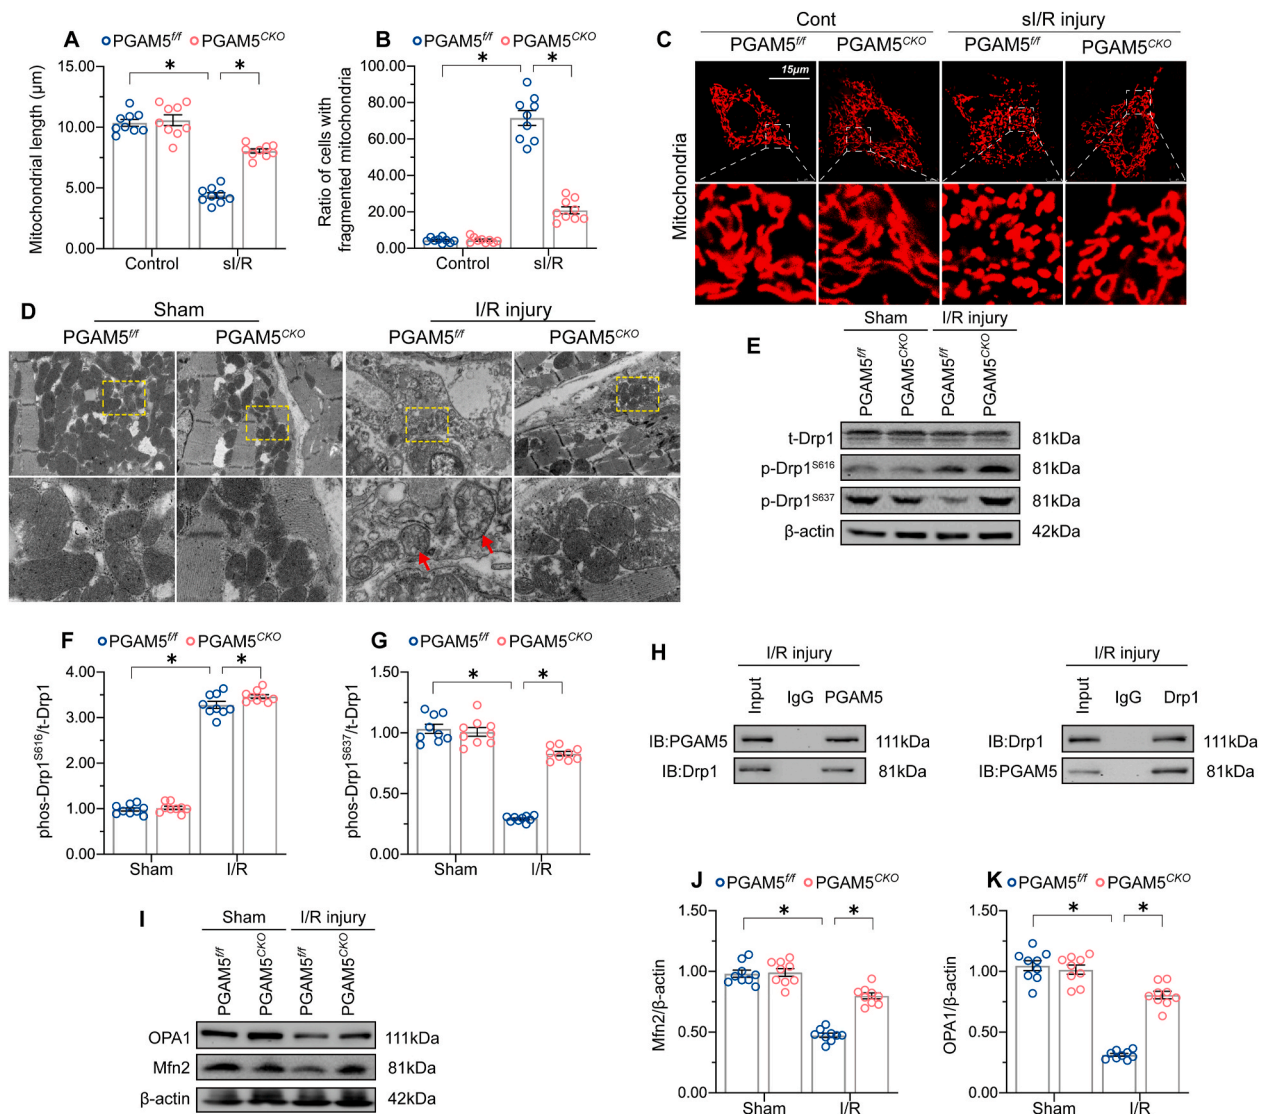 A
PGAM5f/f PGAM5CKO
Mitochondrial length (μm)
15.00
10.00
5.00
0.00
Control sI/R
*
*
B
PGAM5f/f PGAM5CKO
Ratio of cells with
fragmented mitochondria
100.00
80.00
60.00
40.00
20.00
0.00
Control sI/R
*
*
C
Cont sI/R injury
PGAM5f/f PGAM5CKO PGAM5f/f PGAM5CKO
15μm
Mitochondria
D
Sham I/R injury
PGAM5f/f PGAM5CKO PGAM5f/f PGAM5CKO
E
Sham I/R injury
PGAM5f/f PGAM5CKO PGAM5f/f PGAM5CKO
t-Drp1 81kDa
p-Drp1S616 81kDa
p-Drp1S637 81kDa
β-actin 42kDa
F
PGAM5f/f PGAM5CKO
phos-Drp1S619/t-Drp1
4.00
3.00
2.00
1.00
0.00
Sham I/R
*
*
G
PGAM5f/f PGAM5CKO
phos-Drp1S637/t-Drp1
1.50
1.00
0.50
0.00
Sham I/R
*
*
H
I/R injury
Input IgG PGAM5
IB:PGAM5 111kDa
IB:Drp1 81kDa
I/R injury
Input IgG Drp1
IB:Drp1 111kDa
IB:PGAM5 81kDa
I
Sham I/R injury
PGAM5f/f PGAM5CKO PGAM5f/f PGAM5CKO
OPA1 111kDa
Mfn2 81kDa
β-actin 42kDa
J
PGAM5f/f PGAM5CKO
Mfn2/β-actin
1.50
1.00
0.50
0.00
Sham I/R
*
*
K
PGAM5f/f PGAM5CKO
OPA1/β-actin
1.50
1.00
0.50
0.00
Sham I/R
*
*